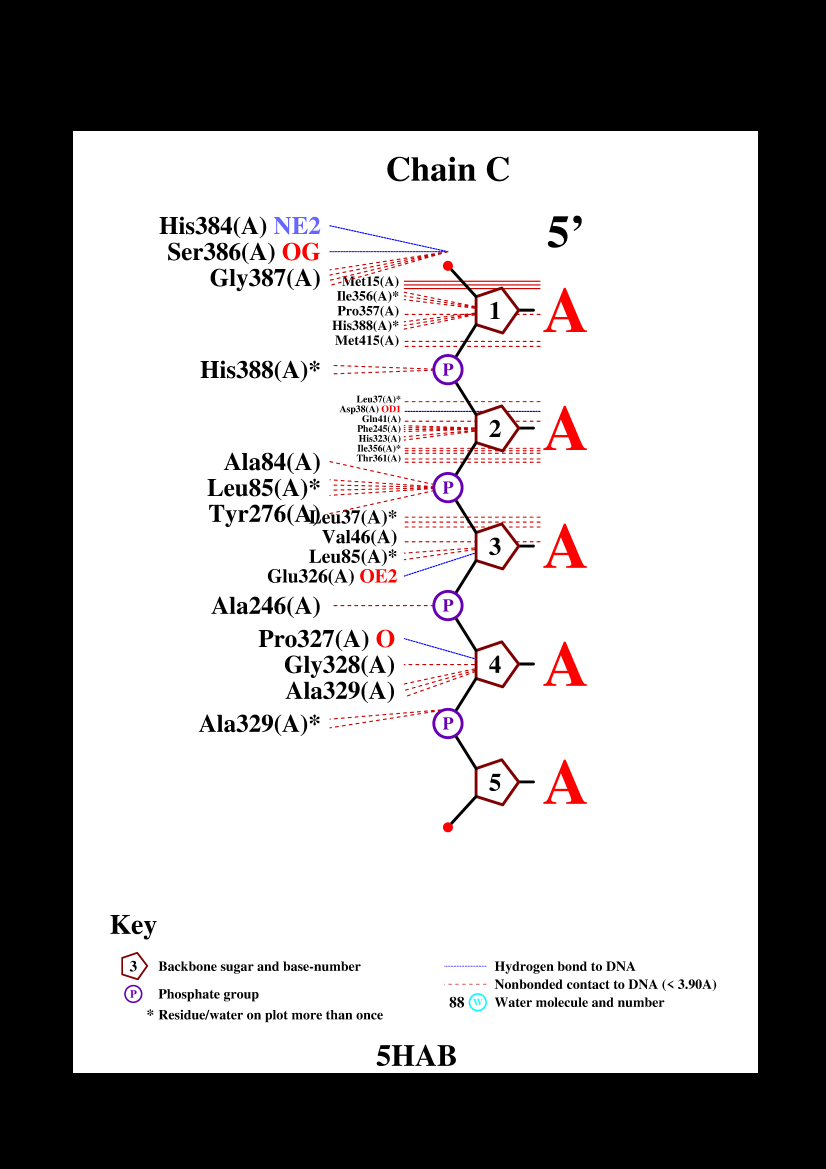 Chain C
5’
His384(A) NE2
Ser386(A) OG
Gly387(A)
Met15(A)
Ile356(A)*
Pro357(A)
His388(A)*
Met415(A)
1
A
His388(A)*
P
Leu37(A)*
Asp38(A) OD1
Gln41(A)
Phe245(A)
His323(A)
Ile356(A)*
Thr361(A)
2
A
Ala84(A)
Leu85(A)*
Tyr276(A)
P
Leu37(A)*
Val46(A)
Leu85(A)*
Glu326(A) OE2
3
A
Ala246(A)
P
Pro327(A) O
Gly328(A)
Ala329(A)
4
A
Ala329(A)*
P
5
A
Key
3 Backbone sugar and base-number
P Phosphate group
* Residue/water on plot more than once
Hydrogen bond to DNA
Nonbonded contact to DNA (< 3.90A)
88 W Water molecule and number
5HAB